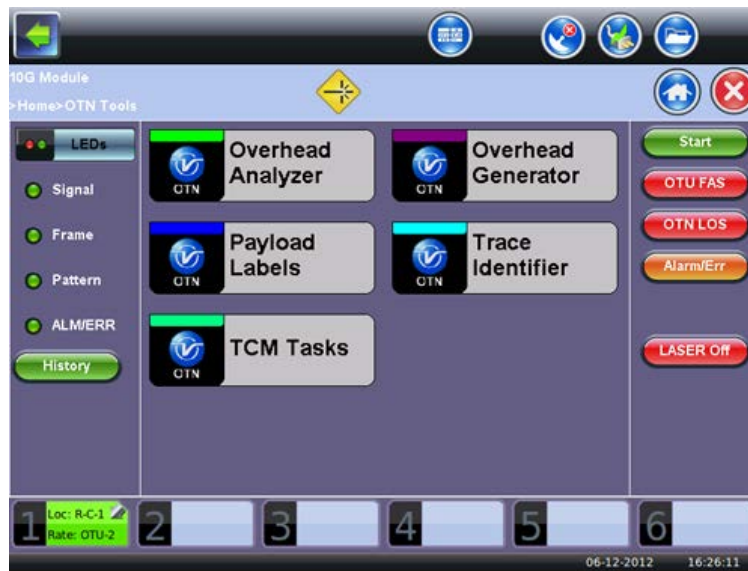 10G Module
>Home>OTN Tools
LEDs
Signal
Frame
Pattern
ALM/ERR
History
OTN
Overhead
Analyzer
OTN
Overhead
Generator
OTN
Payload
Labels
OTN
Trace
Identifier
OTN
TCM Tasks
Start
OTU FAS
OTN LOS
Alarm/Err
LASER Off
1
Loc: R-C-1
Rate: OTU-2
2
3
4
5
6
06-12-2012 16:26:11